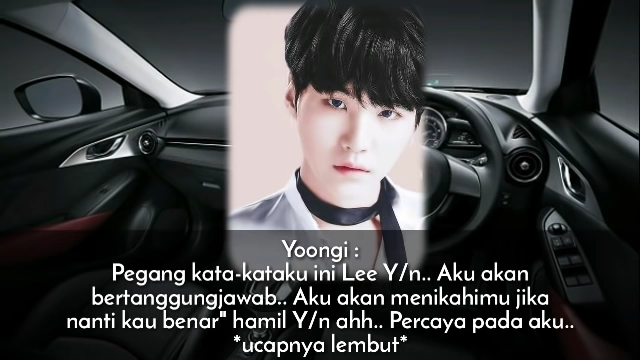 Yoongi :
Pegang kata-kataku ini Lee Y/n.. Aku akan
bertanggungjawab.. Aku akan menikahimu jika
nanti kau benar" hamil Y/n ahh.. Percaya pada aku..
*ucapnya lembut*